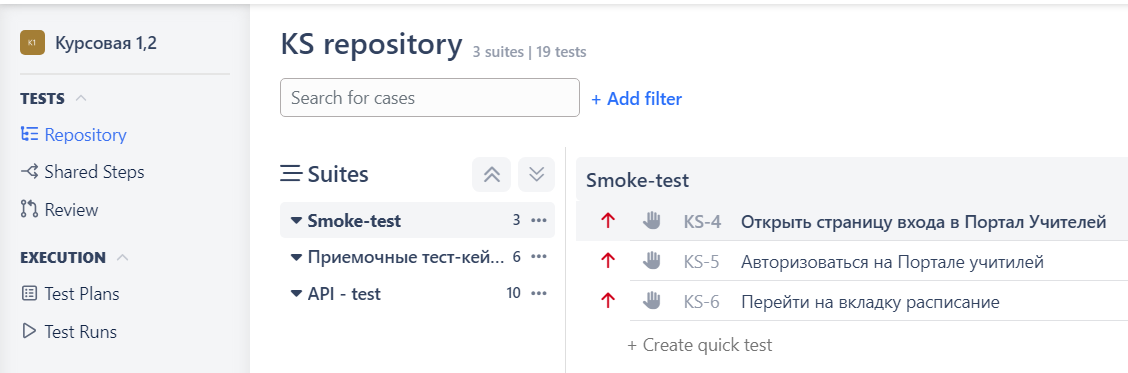 K1 Курсовая 1,2
TESTS
Repository
Shared Steps
Review
EXECUTION
Test Plans
Test Runs
KS repository 3 suites | 19 tests
Search for cases
+ Add filter
Suites
Smoke-test 3
Приемочные тест-кей... 6
API - test 10
Smoke-test
KS-4 Открыть страницу входа в Портал Учителей
KS-5 Авторизоваться на Портале учитилей
KS-6 Перейти на вкладку расписание
+ Create quick test